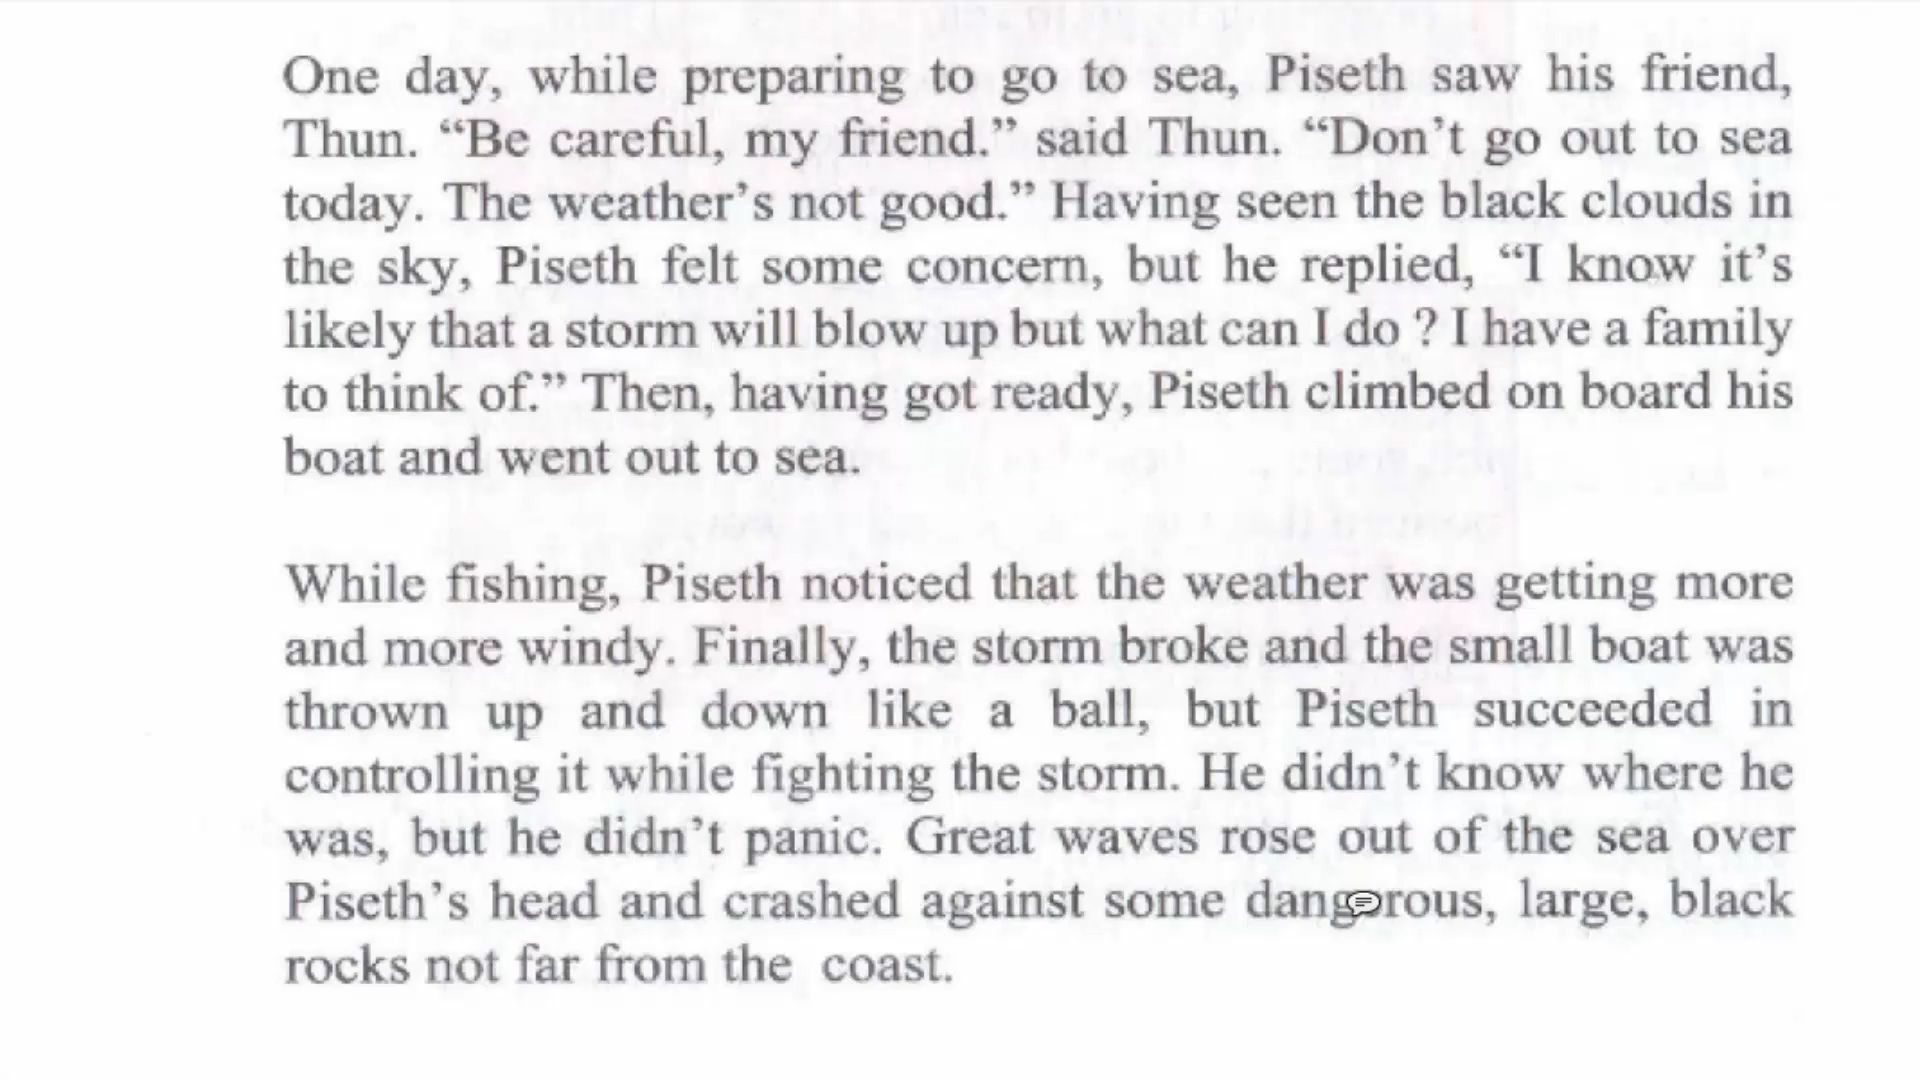 One day, while preparing to go to sea, Piseth saw his friend,
Thun. “Be careful, my friend.” said Thun. “Don’t go out to sea
today. The weather’s not good.” Having seen the black clouds in
the sky, Piseth felt some concern, but he replied, “I know it’s
likely that a storm will blow up but what can I do ? I have a family
to think of.” Then, having got ready, Piseth climbed on board his
boat and went out to sea.
While fishing, Piseth noticed that the weather was getting more
and more windy. Finally, the storm broke and the small boat was
thrown up and down like a ball, but Piseth succeeded in
controlling it while fighting the storm. He didn’t know where he
was, but he didn’t panic. Great waves rose out of the sea over
Piseth’s head and crashed against some dangerous, large, black
rocks not far from the coast.